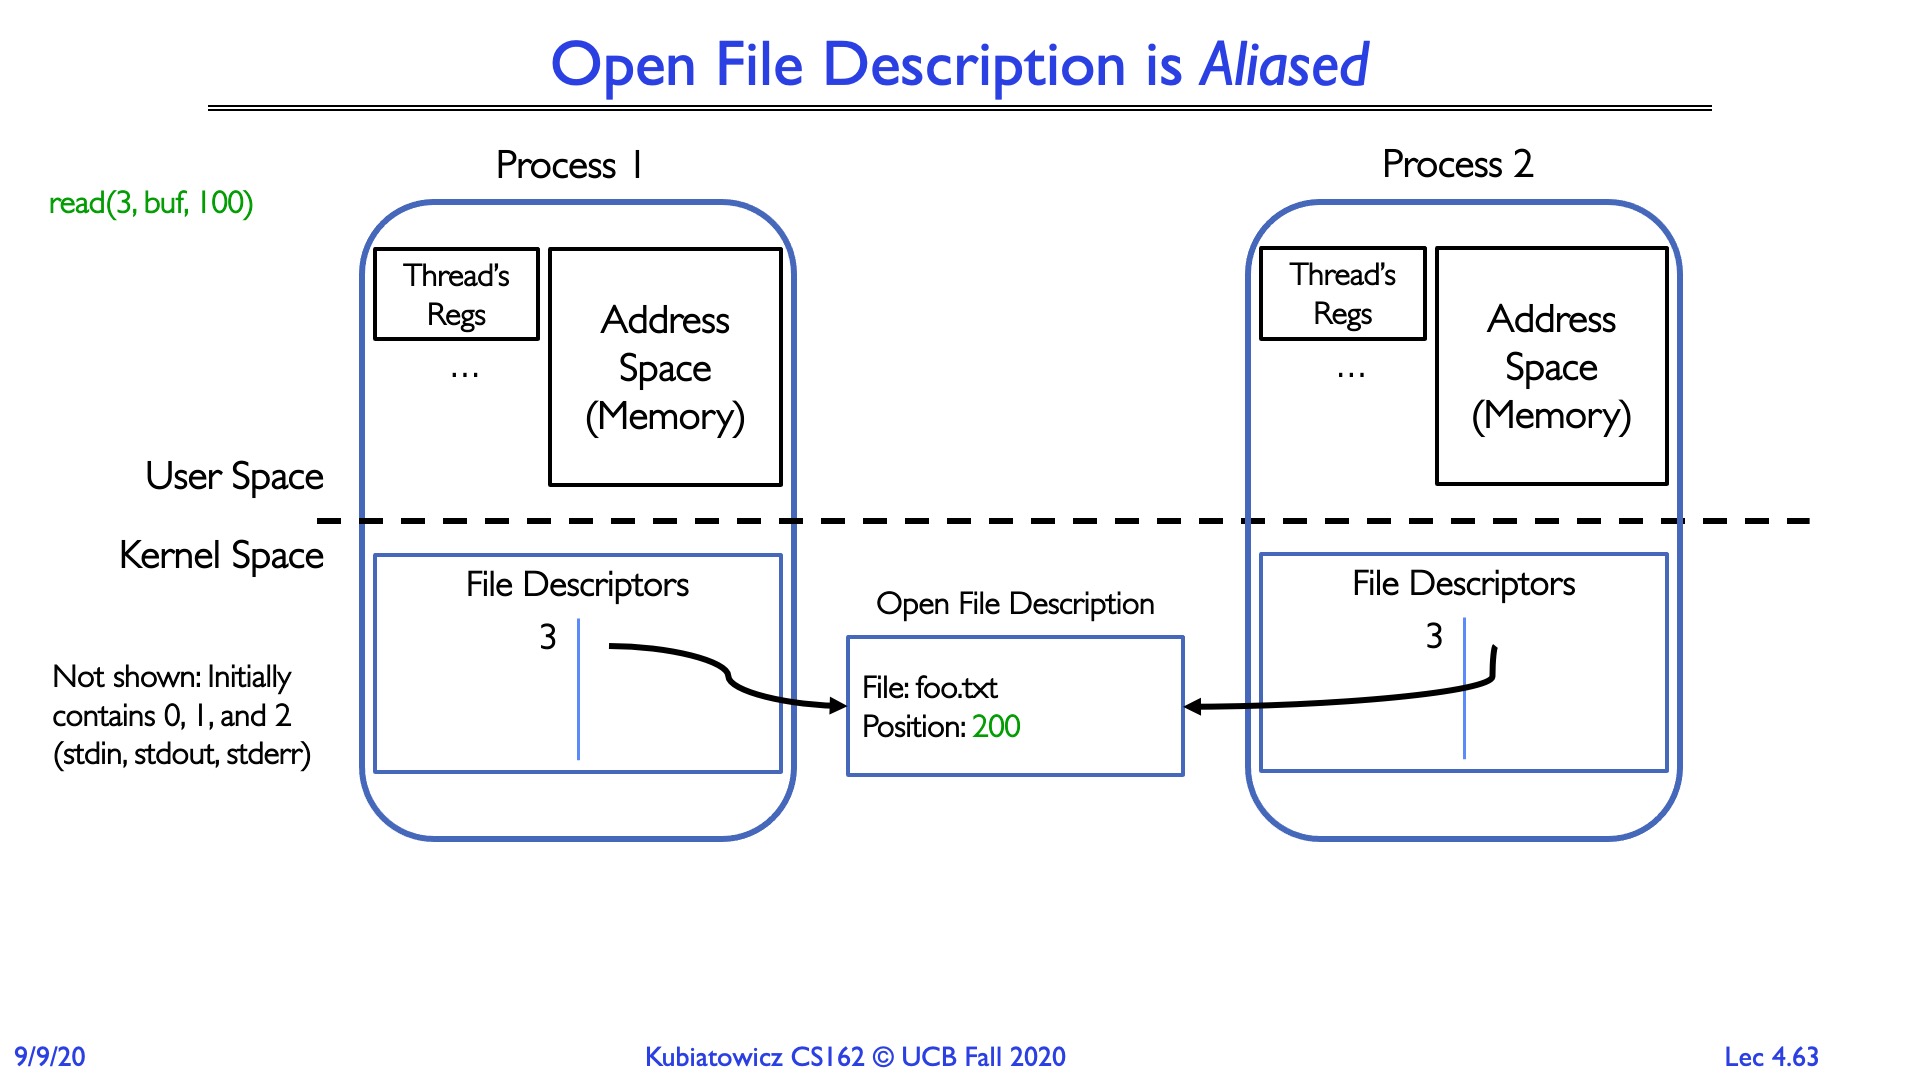 Open File Description is Aliased
Process 1
Process 2
read(3, buf, 100)
Thread's
Regs
...
Address
Space
(Memory)
Thread's
Regs
...
Address
Space
(Memory)
User Space
Kernel Space
File Descriptors
3
Open File Description
File: foo.txt
Position: 200
File Descriptors
3
Not shown: Initially
contains 0, 1, and 2
(stdin, stdout, stderr)
9/9/20
Kubiatowicz CS162 © UCB Fall 2020
Lec 4.63